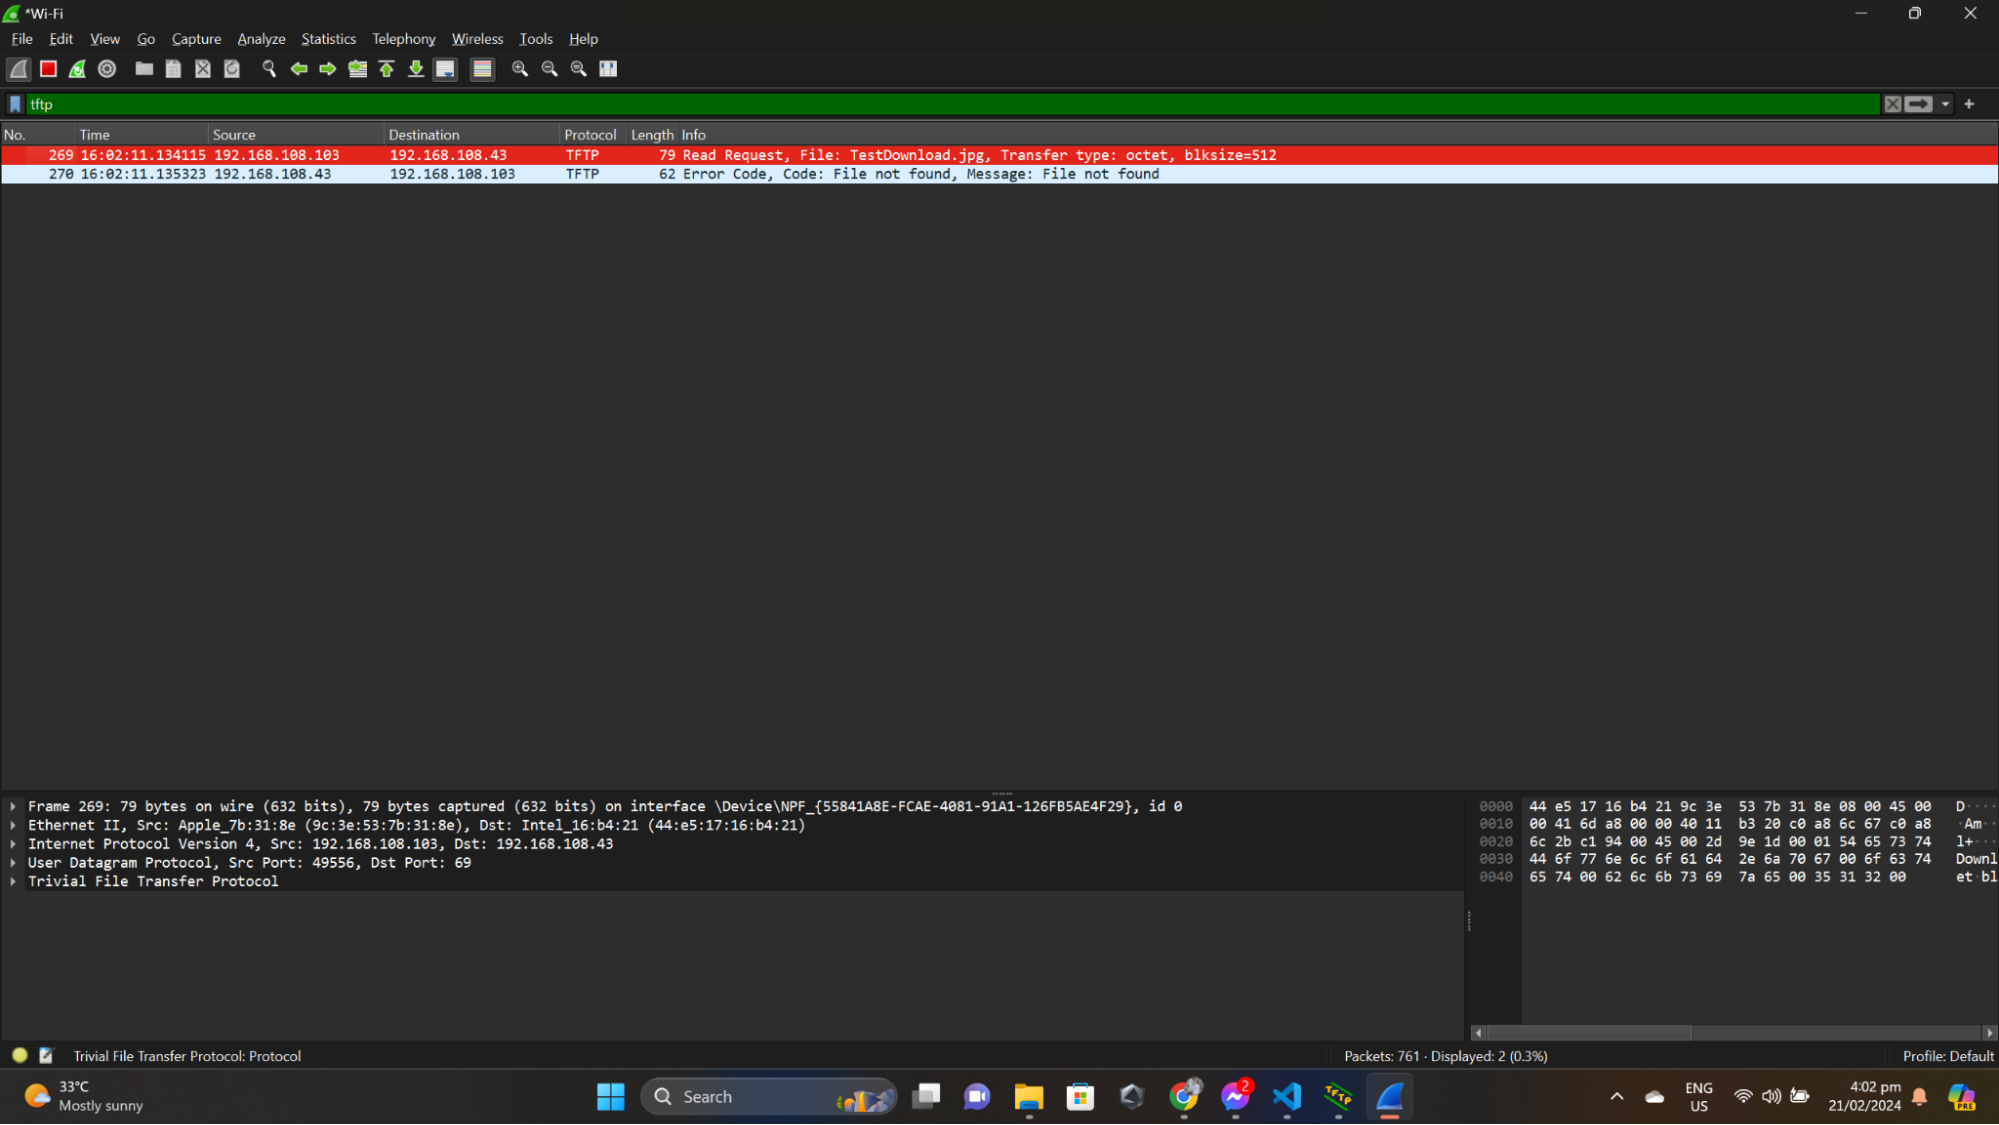 *Wi-Fi
File Edit View Go Capture Analyze Statistics Telephony Wireless Tools Help
tftp
No. Time Source Destination Protocol Length Info
269 16:02:11.134115 192.168.108.103 192.168.108.43 TFTP 79 Read Request, File: TestDownload.jpg, Transfer type: octet, blksize=512
270 16:02:11.135323 192.168.108.43 192.168.108.103 TFTP 62 Error Code, Code: File not found, Message: File not found
Frame 269: 79 bytes on wire (632 bits), 79 bytes captured (632 bits) on interface \Device\NPF_{55841A8E-FCAE-4081-91A1-126FB5AE4F29}, id 0
Ethernet II, Src: Apple_7b:31:8e (9c:3e:53:7b:31:8e), Dst: Intel_16:b4:21 (44:e5:17:16:b4:21)
Internet Protocol Version 4, Src: 192.168.108.103, Dst: 192.168.108.43
User Datagram Protocol, Src Port: 49556, Dst Port: 69
Trivial File Transfer Protocol
0000 44 e5 17 16 b4 21 9c 3e 53 7b 31 8e 08 00 45 00 D····
0010 00 41 6d a8 00 00 40 11 b3 20 c0 a8 6c 67 c0 a8 ·Am··
0020 6c 2b c1 94 00 45 00 2d 9e 1d 00 01 54 65 73 74 l+···
0030 44 6f 77 6e 6c 6f 61 64 2e 6a 70 67 00 6f 63 74 Downl
0040 65 74 00 62 6c 6b 73 69 7a 65 00 35 31 32 00 et·bl
Trivial File Transfer Protocol: Protocol
Packets: 761 · Displayed: 2 (0.3%)
Profile: Default
33°C
Mostly sunny
Search
2
TFTP
ENG
US
4:02 pm
21/02/2024
PRE